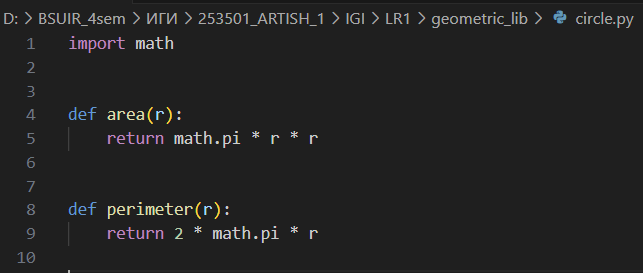 D: > BSUIR_4sem > ИГИ > 253501_ARTISH_1 > IGI > LR1 > geometric_lib > circle.py
1 import math
2
3
4 def area(r):
5     return math.pi * r * r
6
7
8 def perimeter(r):
9     return 2 * math.pi * r
10